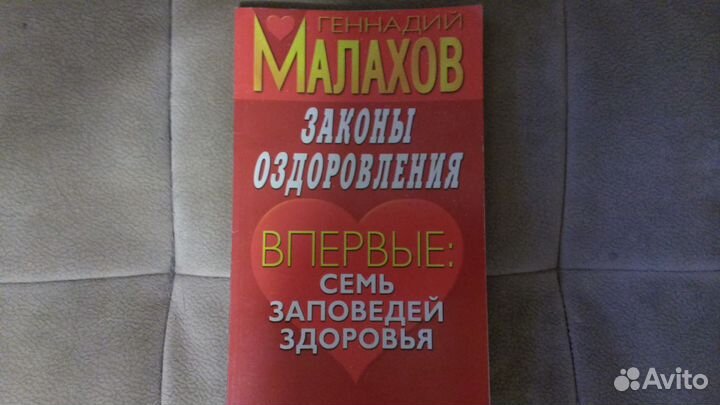 ГЕННАДИЙ
МАЛАХОВ
ЗАКОНЫ
ОЗДОРОВЛЕНИЯ
ВПЕРВЫЕ:
СЕМЬ
ЗАПОВЕДЕЙ
ЗДОРОВЬЯ
Avito